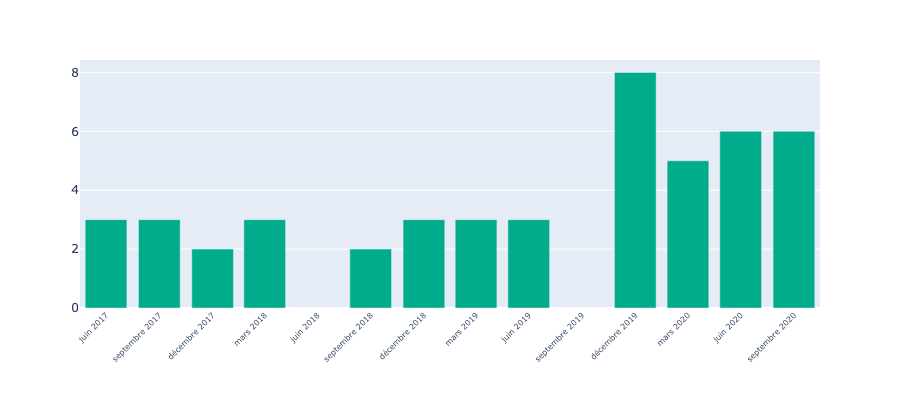 8
6
4
2
0
juin 2017
septembre 2017
décembre 2017
mars 2018
juin 2018
septembre 2018
décembre 2018
mars 2019
juin 2019
septembre 2019
décembre 2019
mars 2020
juin 2020
septembre 2020